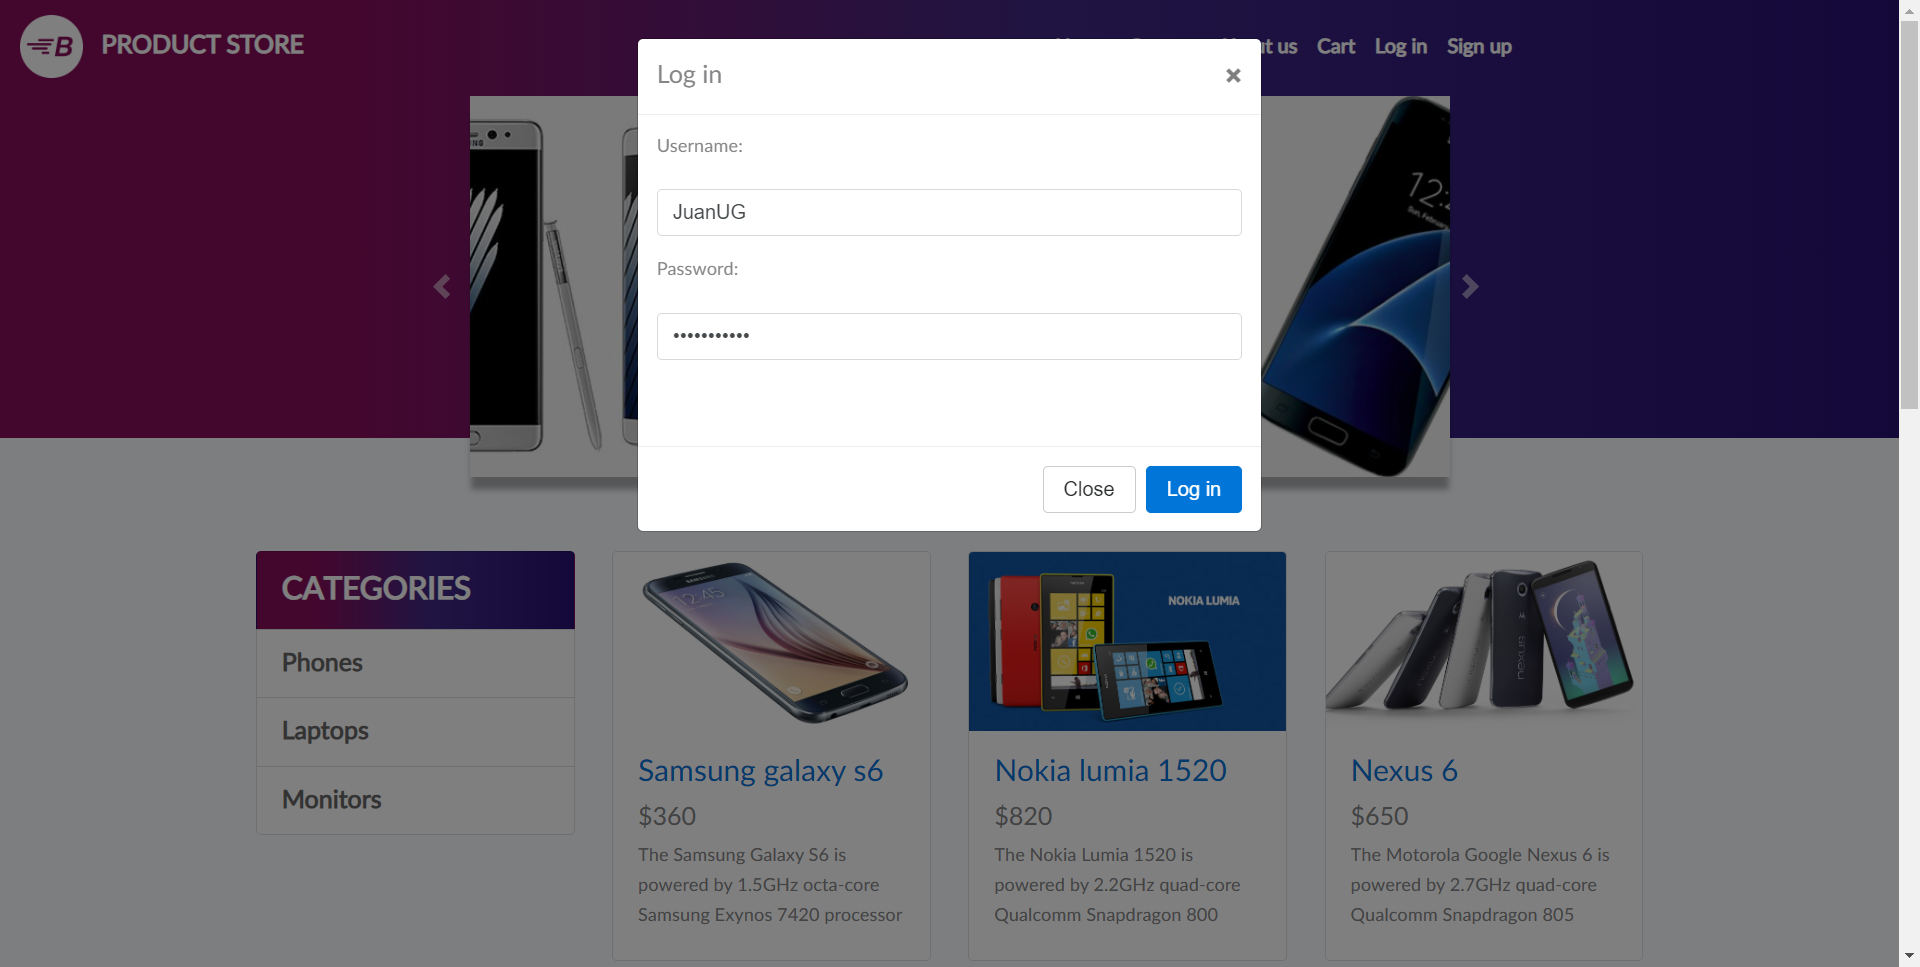 B PRODUCT STORE
t us Cart Log in Sign up
Log in
×
Username:
JuanUG
Password:
•••••••••••
Close Log in
SAMSUNG
12:45
NOKIA LUMIA
nexus
CATEGORIES
Phones
Laptops
Monitors
Samsung galaxy s6
$360
The Samsung Galaxy S6 is
powered by 1.5GHz octa-core
Samsung Exynos 7420 processor
Nokia lumia 1520
$820
The Nokia Lumia 1520 is
powered by 2.2GHz quad-core
Qualcomm Snapdragon 800
Nexus 6
$650
The Motorola Google Nexus 6 is
powered by 2.7GHz quad-core
Qualcomm Snapdragon 805